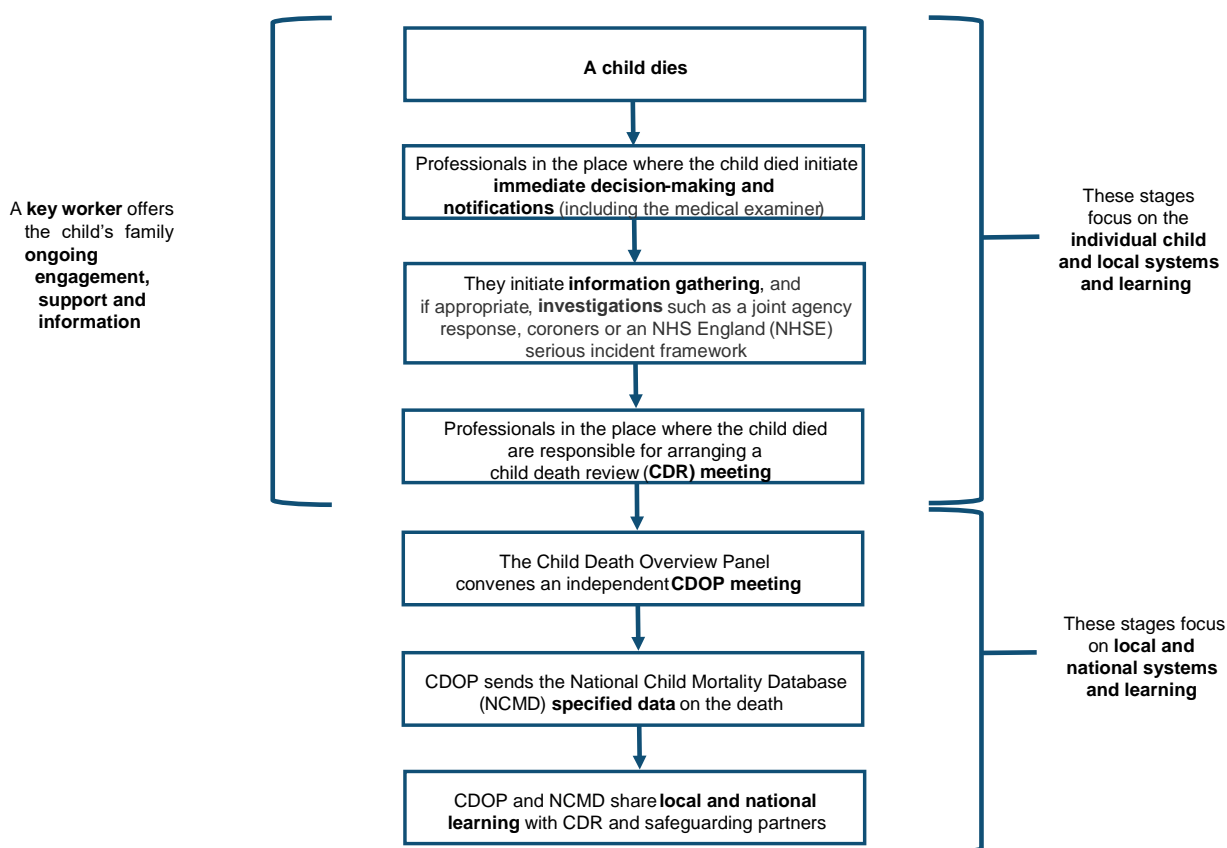 A child dies
Professionals in the place where the child died initiate
immediate decision-making and
notifications (including the medical examiner)
A key worker offers
the child's family
ongoing
engagement,
support and
information
These stages
focus on the
individual child
and local systems
and learning
They initiate information gathering, and
if appropriate, investigations such as a joint agency
response, coroners or an NHS England (NHSE)
serious incident framework
Professionals in the place where the child died
are responsible for arranging a
child death review (CDR) meeting
The Child Death Overview Panel
convenes an independent CDOP meeting
These stages focus
on local and
national systems
and learning
CDOP sends the National Child Mortality Database
(NCMD) specified data on the death
CDOP and NCMD share local and national
learning with CDR and safeguarding partners